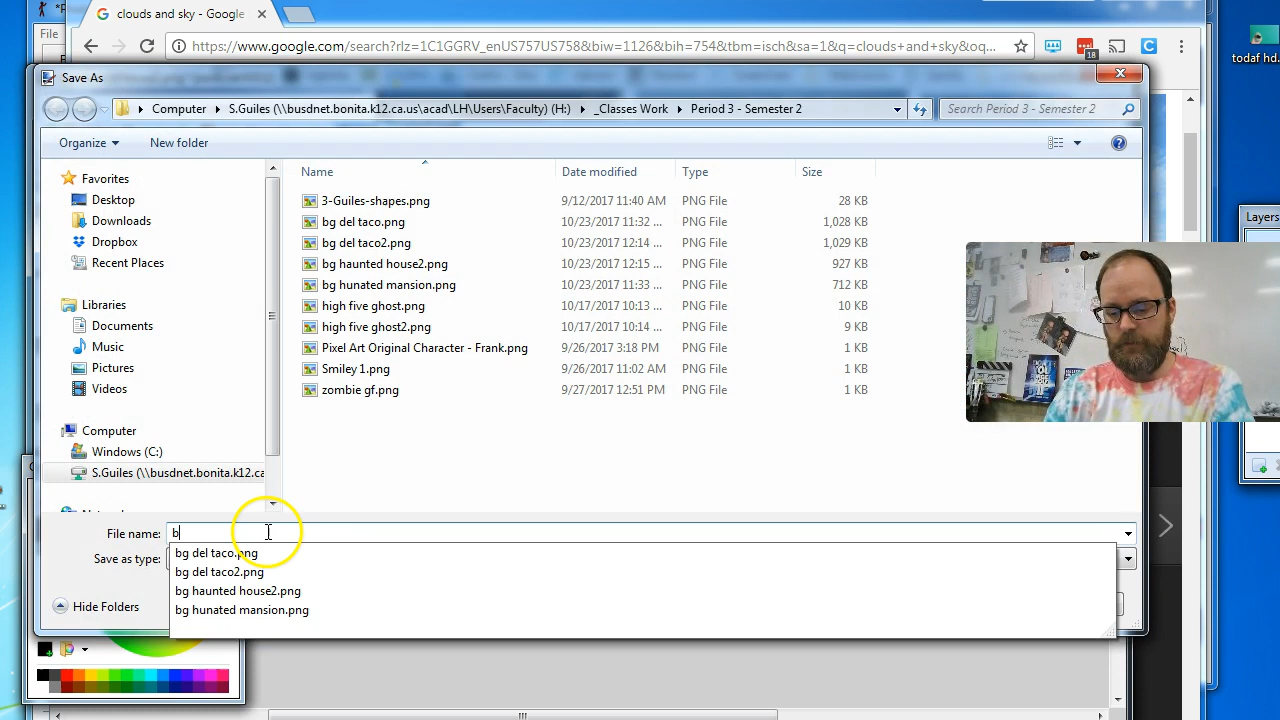 clouds and sky - Google
File
https://www.google.com/search?rlz=1C1GGRV_enUS757US758&biw=1126&bih=754&tbm=isch&sa=1&q=clouds+and+sky&oq...
18
todaf hd.
Save As
Computer
S.Guiles (\\busdnet.bonita.k12.ca.us\acad\LH\Users\Faculty) (H:)
_Classes Work
Period 3 - Semester 2
Search Period 3 - Semester 2
Organize
New folder
Name
Date modified
Type
Size
Favorites
Desktop
Downloads
Dropbox
Recent Places
Libraries
Documents
Music
Pictures
Videos
Computer
Windows (C:)
S.Guiles (\\busdnet.bonita.k12.ca
3-Guiles-shapes.png 9/12/2017 11:40 AM PNG File 28 KB
bg del taco.png 10/23/2017 11:32 ... PNG File 1,028 KB
bg del taco2.png 10/23/2017 12:14 ... PNG File 1,029 KB
bg haunted house2.png 10/23/2017 12:15 ... PNG File 927 KB
bg hunated mansion.png 10/23/2017 11:33 ... PNG File 712 KB
high five ghost.png 10/17/2017 10:13 ... PNG File 10 KB
high five ghost2.png 10/17/2017 10:14 ... PNG File 9 KB
Pixel Art Original Character - Frank.png 9/26/2017 3:18 PM PNG File 1 KB
Smiley 1.png 9/26/2017 11:02 AM PNG File 1 KB
zombie gf.png 9/27/2017 12:51 PM PNG File 1 KB
Layers
File name: b
Save as type:
bg del taco.png
bg del taco2.png
bg haunted house2.png
bg hunated mansion.png
Hide Folders